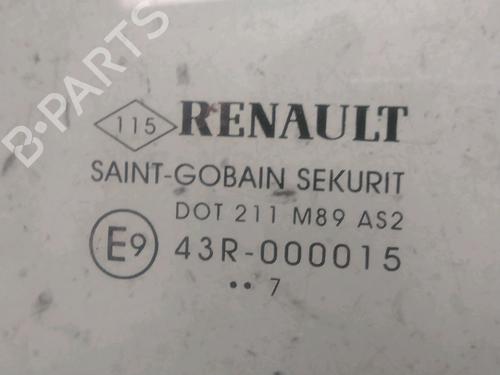 B-PARTS
115 RENAULT
SAINT-GOBAIN SEKURIT
DOT 211 M89 AS2
E9 43R-000015
•• 7